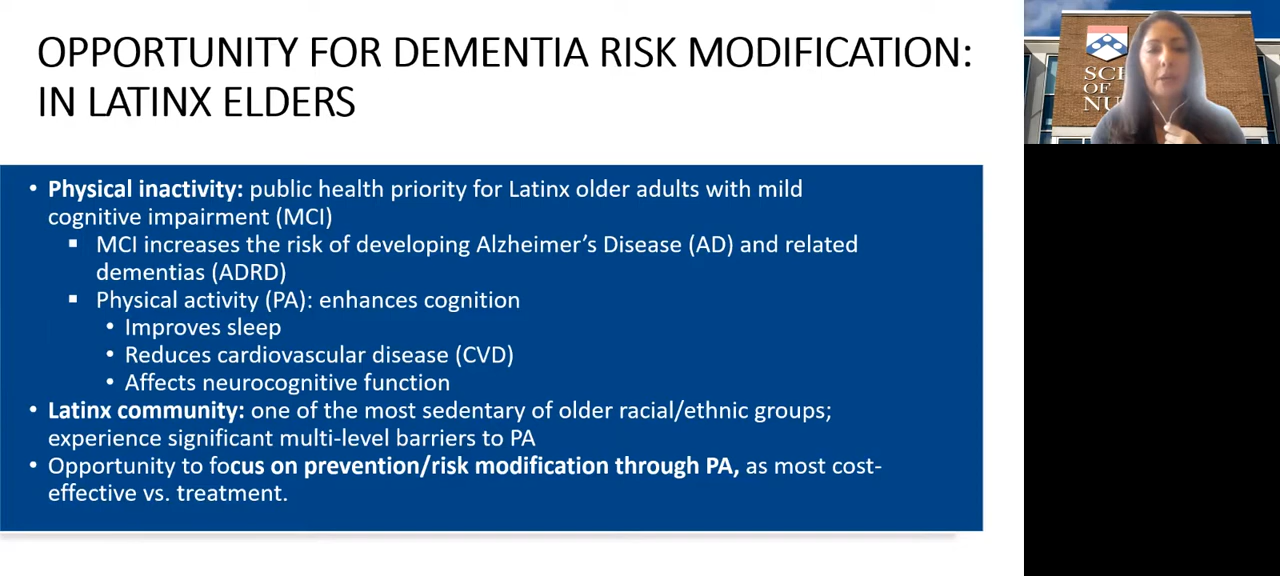 OPPORTUNITY FOR DEMENTIA RISK MODIFICATION:
IN LATINX ELDERS
• Physical inactivity: public health priority for Latinx older adults with mild
cognitive impairment (MCI)
▪ MCI increases the risk of developing Alzheimer’s Disease (AD) and related
dementias (ADRD)
▪ Physical activity (PA): enhances cognition
• Improves sleep
• Reduces cardiovascular disease (CVD)
• Affects neurocognitive function
• Latinx community: one of the most sedentary of older racial/ethnic groups;
experience significant multi-level barriers to PA
• Opportunity to focus on prevention/risk modification through PA, as most cost-
effective vs. treatment.
OF